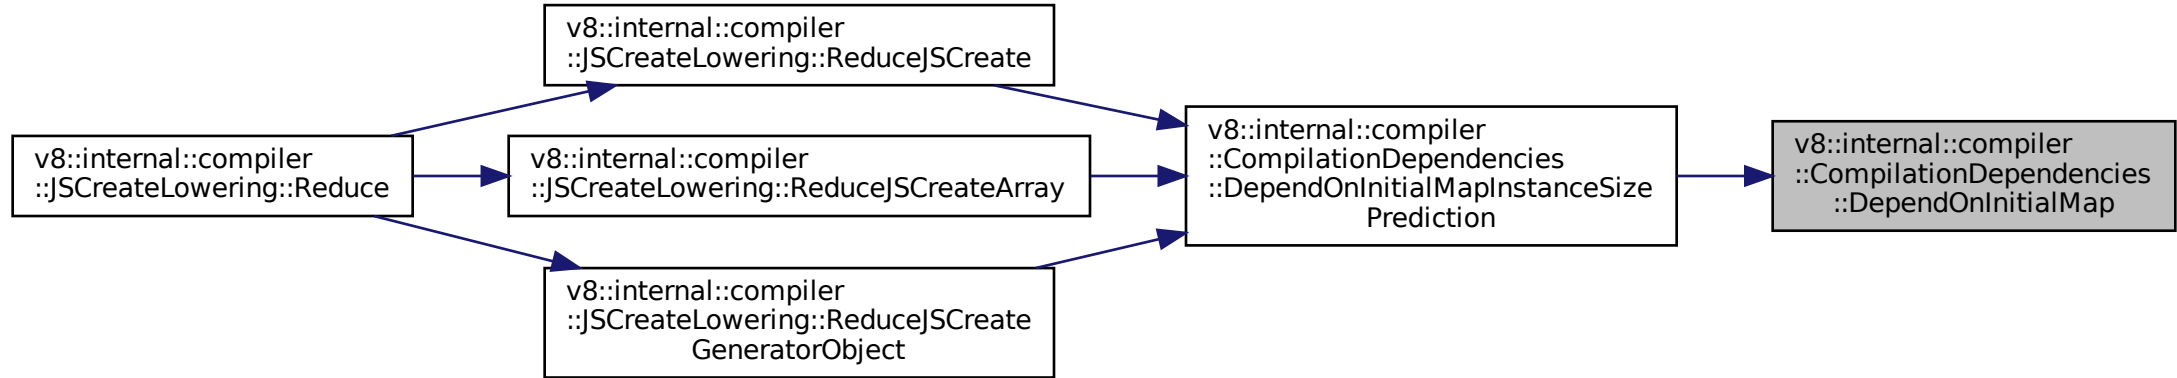 v8::internal::compiler
::JSCreateLowering::Reduce
v8::internal::compiler
::JSCreateLowering::ReduceJSCreate
v8::internal::compiler
::JSCreateLowering::ReduceJSCreateArray
v8::internal::compiler
::JSCreateLowering::ReduceJSCreate
GeneratorObject
v8::internal::compiler
::CompilationDependencies
::DependOnInitialMapInstanceSize
Prediction
v8::internal::compiler
::CompilationDependencies
::DependOnInitialMap